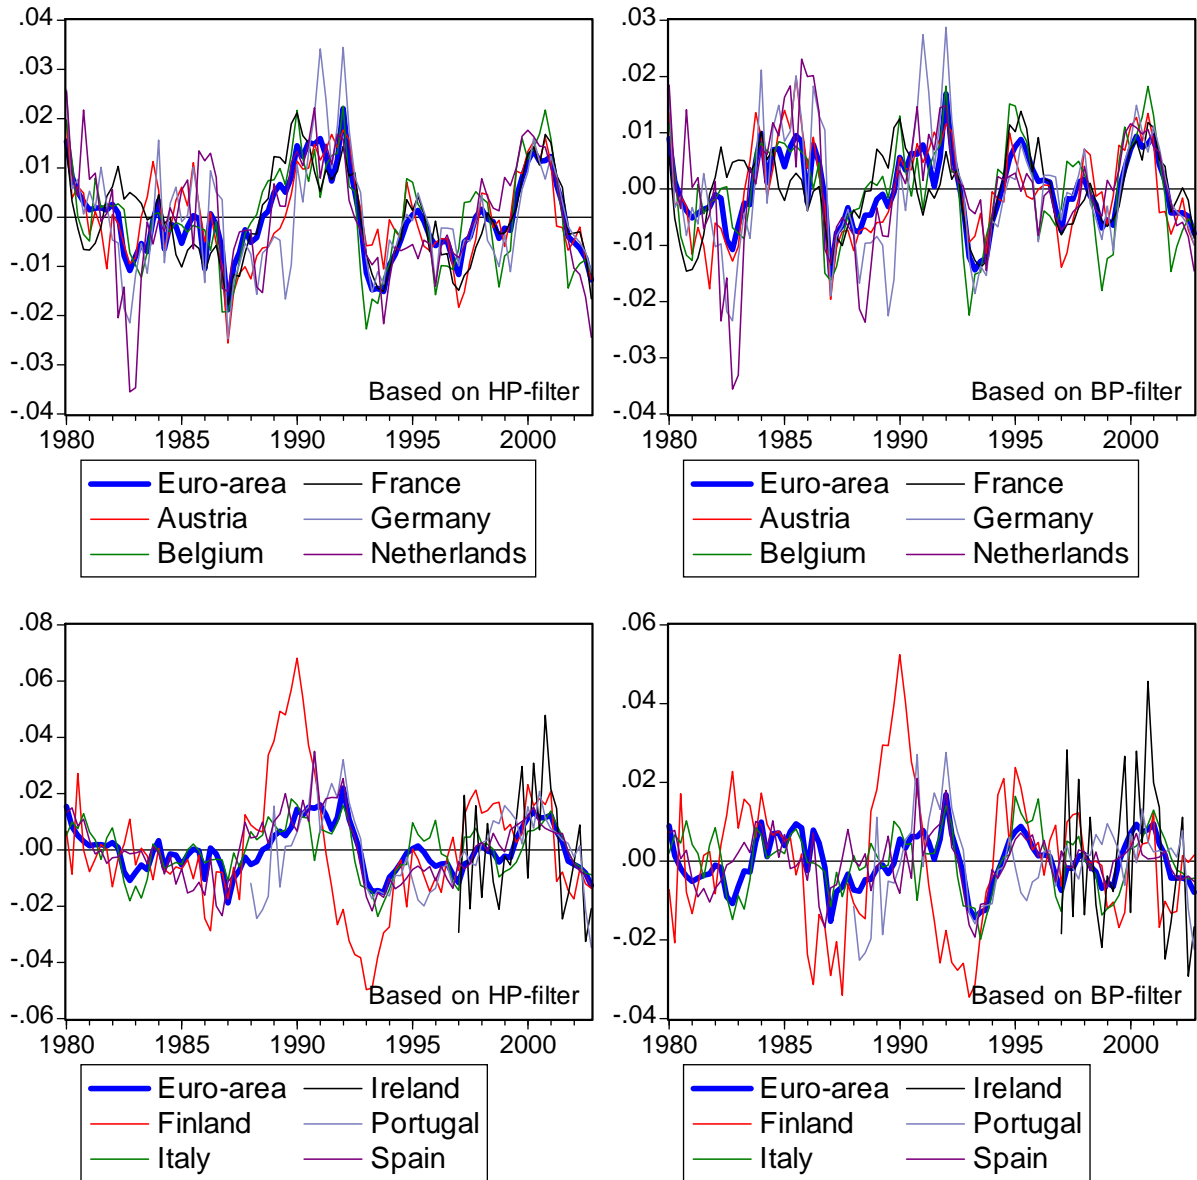 .04
.03
.02
.01
.00
-.01
-.02
-.03
-.04
Based on HP-filter
1980 1985 1990 1995 2000
Euro-area France
Austria Germany
Belgium Netherlands
.03
.02
.01
.00
-.01
-.02
-.03
-.04
Based on BP-filter
1980 1985 1990 1995 2000
Euro-area France
Austria Germany
Belgium Netherlands
.08
.06
.04
.02
.00
-.02
-.04
-.06
Based on HP-filter
1980 1985 1990 1995 2000
Euro-area Ireland
Finland Portugal
Italy Spain
.06
.04
.02
.00
-.02
-.04
Based on BP-filter
1980 1985 1990 1995 2000
Euro-area Ireland
Finland Portugal
Italy Spain